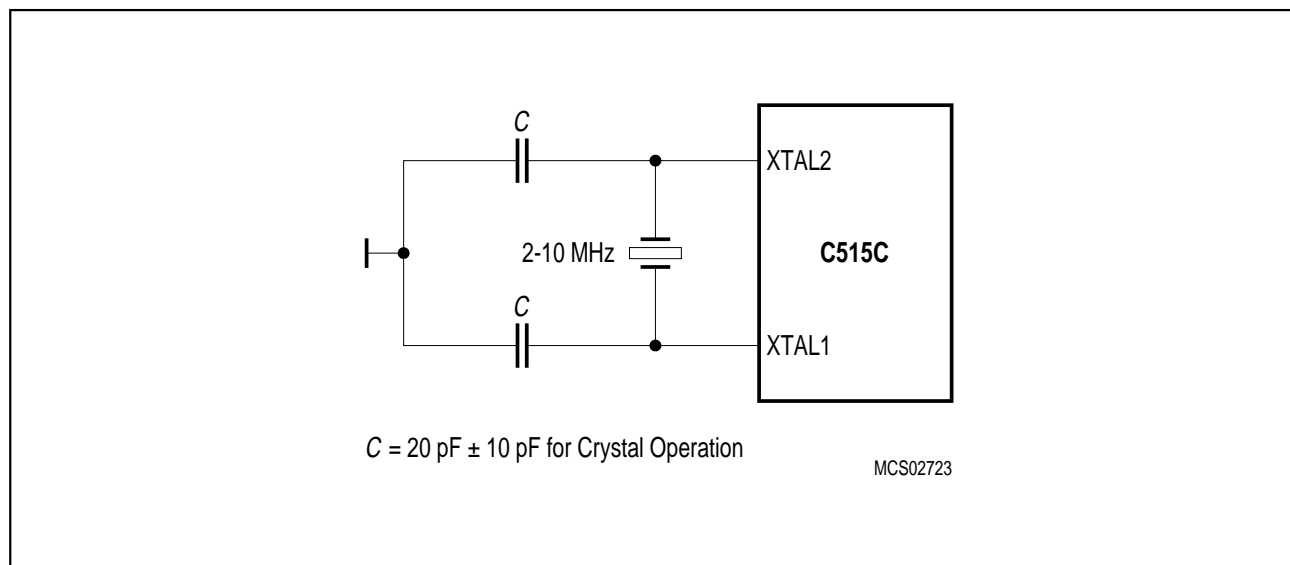 C
XTAL2
2-10 MHz
C515C
C
XTAL1
C = 20 pF ± 10 pF for Crystal Operation
MCS02723